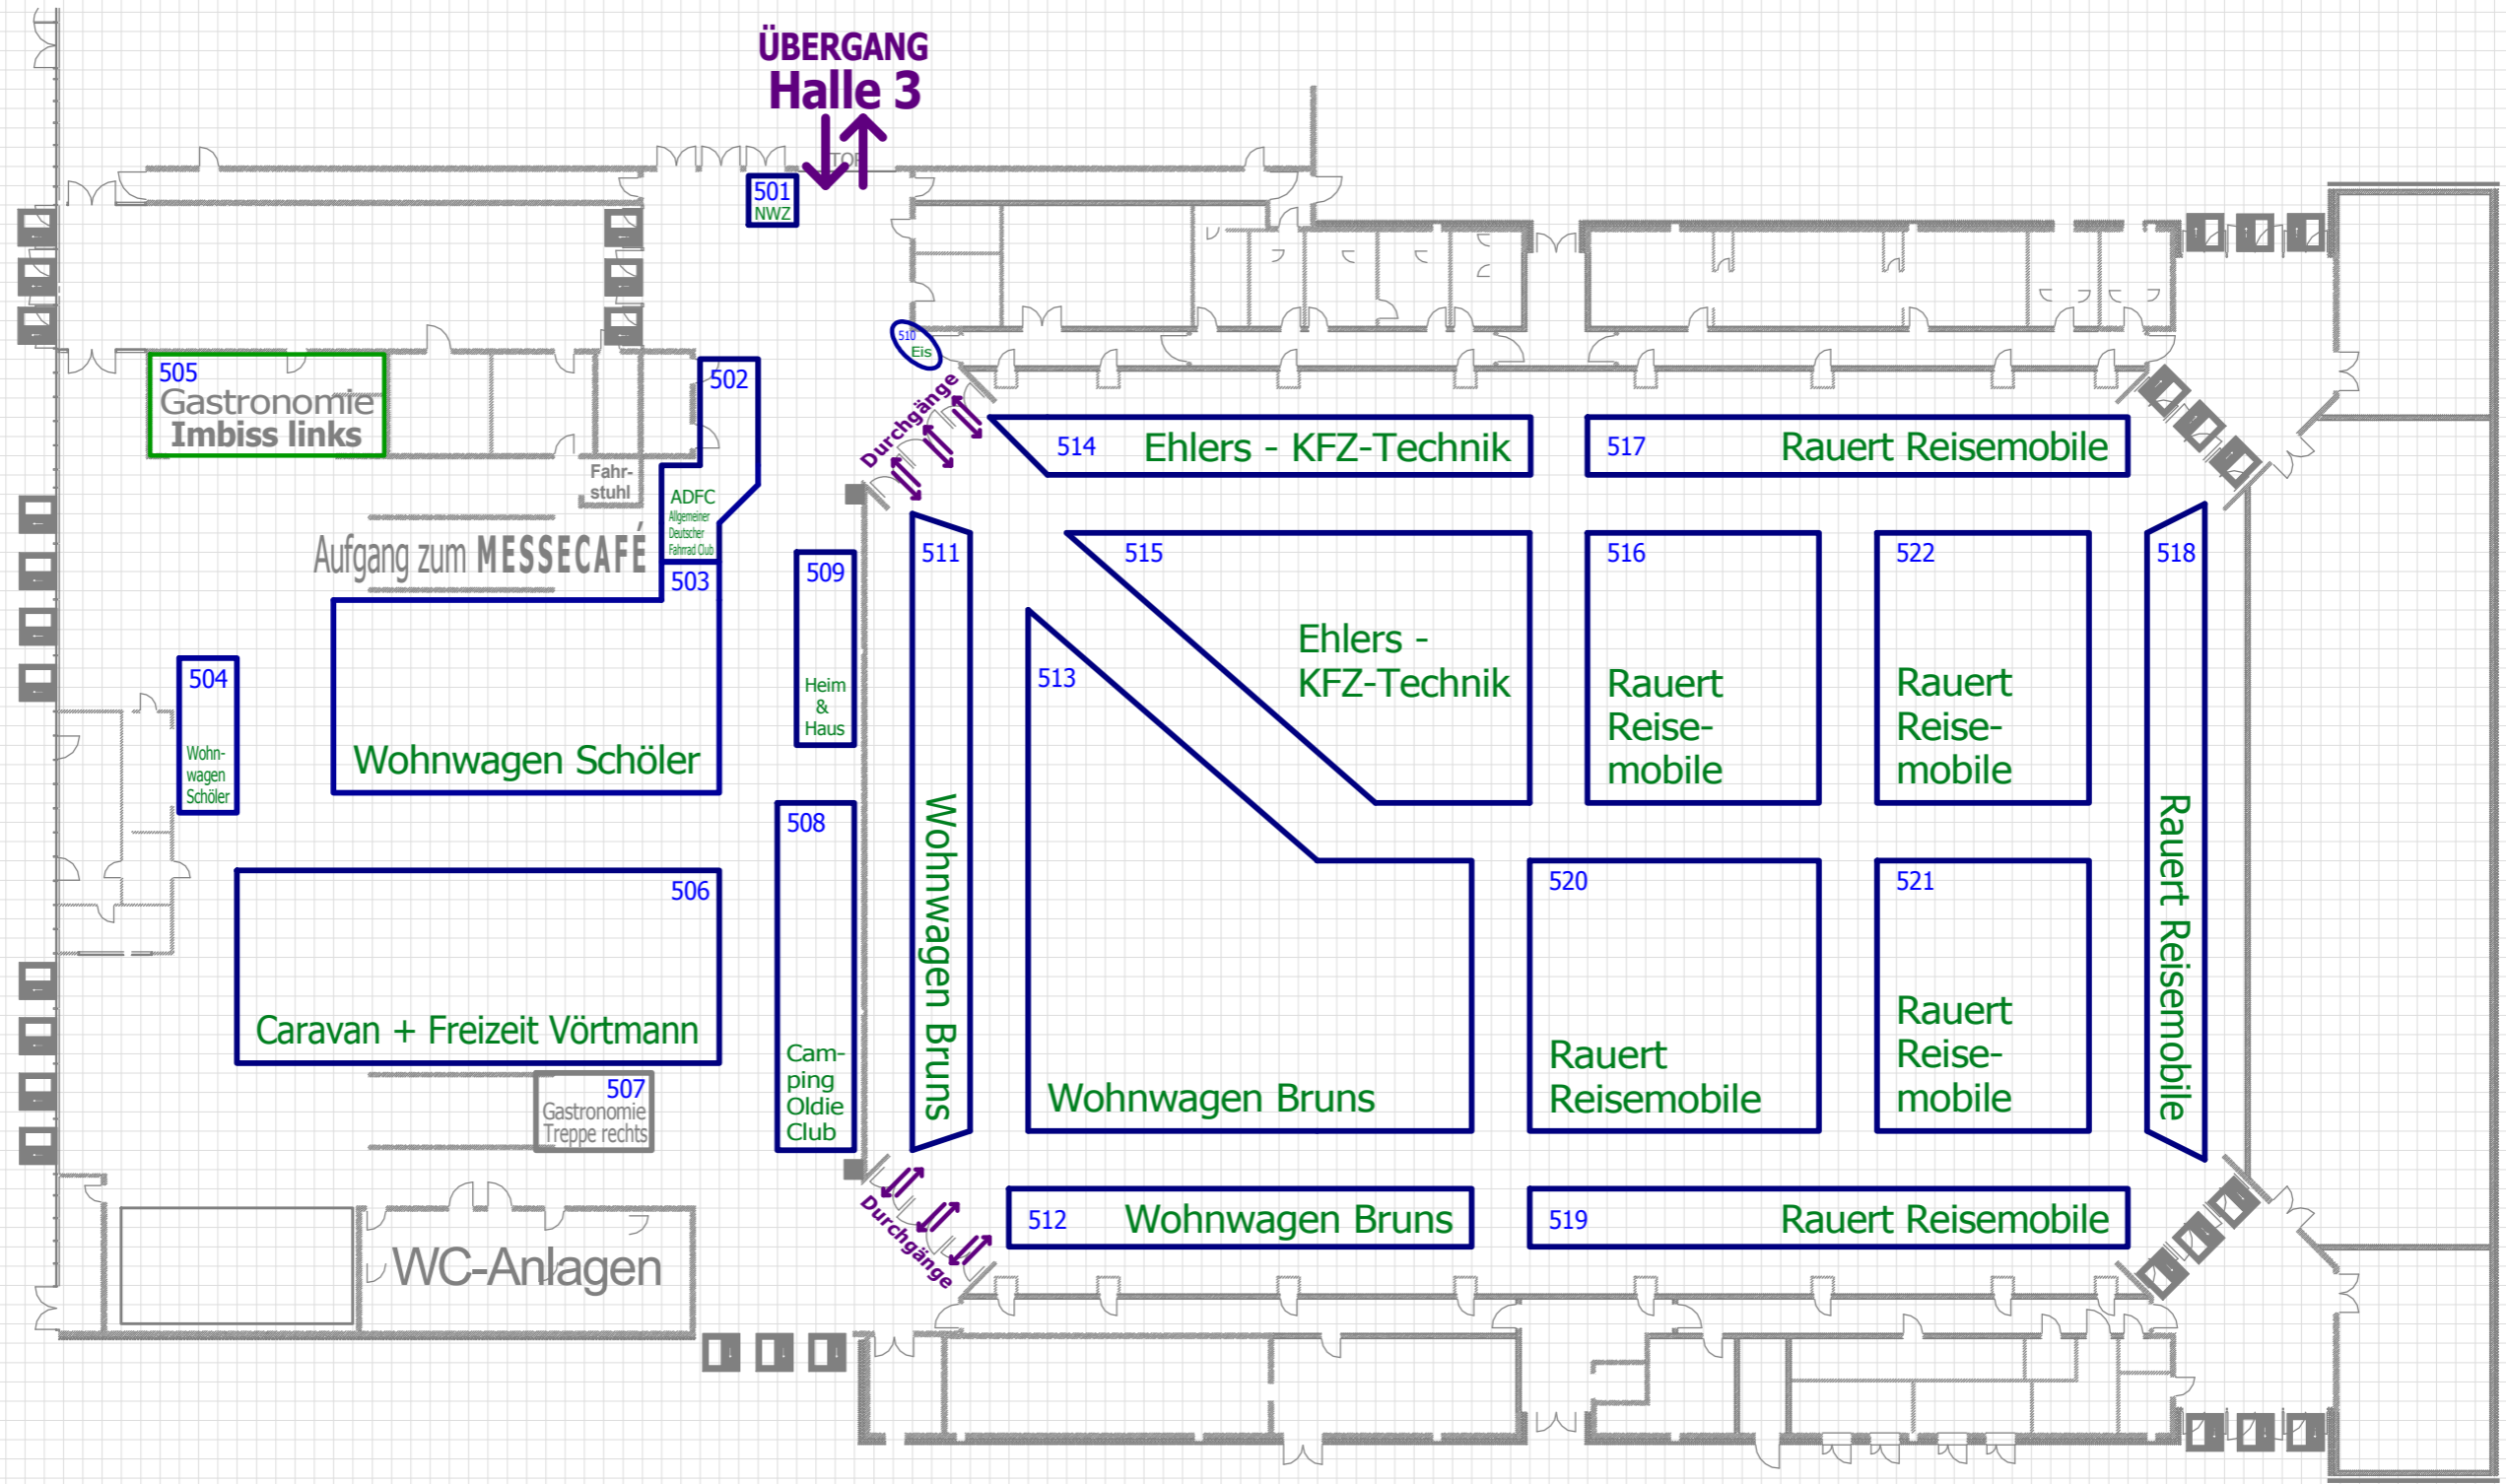 ÜBERGANG
Halle 3
TOR
501
NWZ
510
Eis
505
Gastronomie
Imbiss links
502
Fahr-
stuhl
ADFC
Allgemeiner
Deutscher
Fahrrad Club
Aufgang zum MESSECAFÉ
503
Wohnwagen Schöler
504
Wohn-
wagen
Schöler
509
Heim
&
Haus
506
Caravan + Freizeit Vörtmann
508
Cam-
ping
Oldie
Club
507
Gastronomie
Treppe rechts
WC-Anlagen
Durchgänge
514 Ehlers - KFZ-Technik
517 Rauert Reisemobile
511
Wohnwagen Bruns
515
Ehlers -
KFZ-Technik
513
Wohnwagen Bruns
516
Rauert
Reise-
mobile
522
Rauert
Reise-
mobile
518
Rauert Reisemobile
520
Rauert
Reisemobile
521
Rauert
Reise-
mobile
Durchgänge
512 Wohnwagen Bruns
519 Rauert Reisemobile